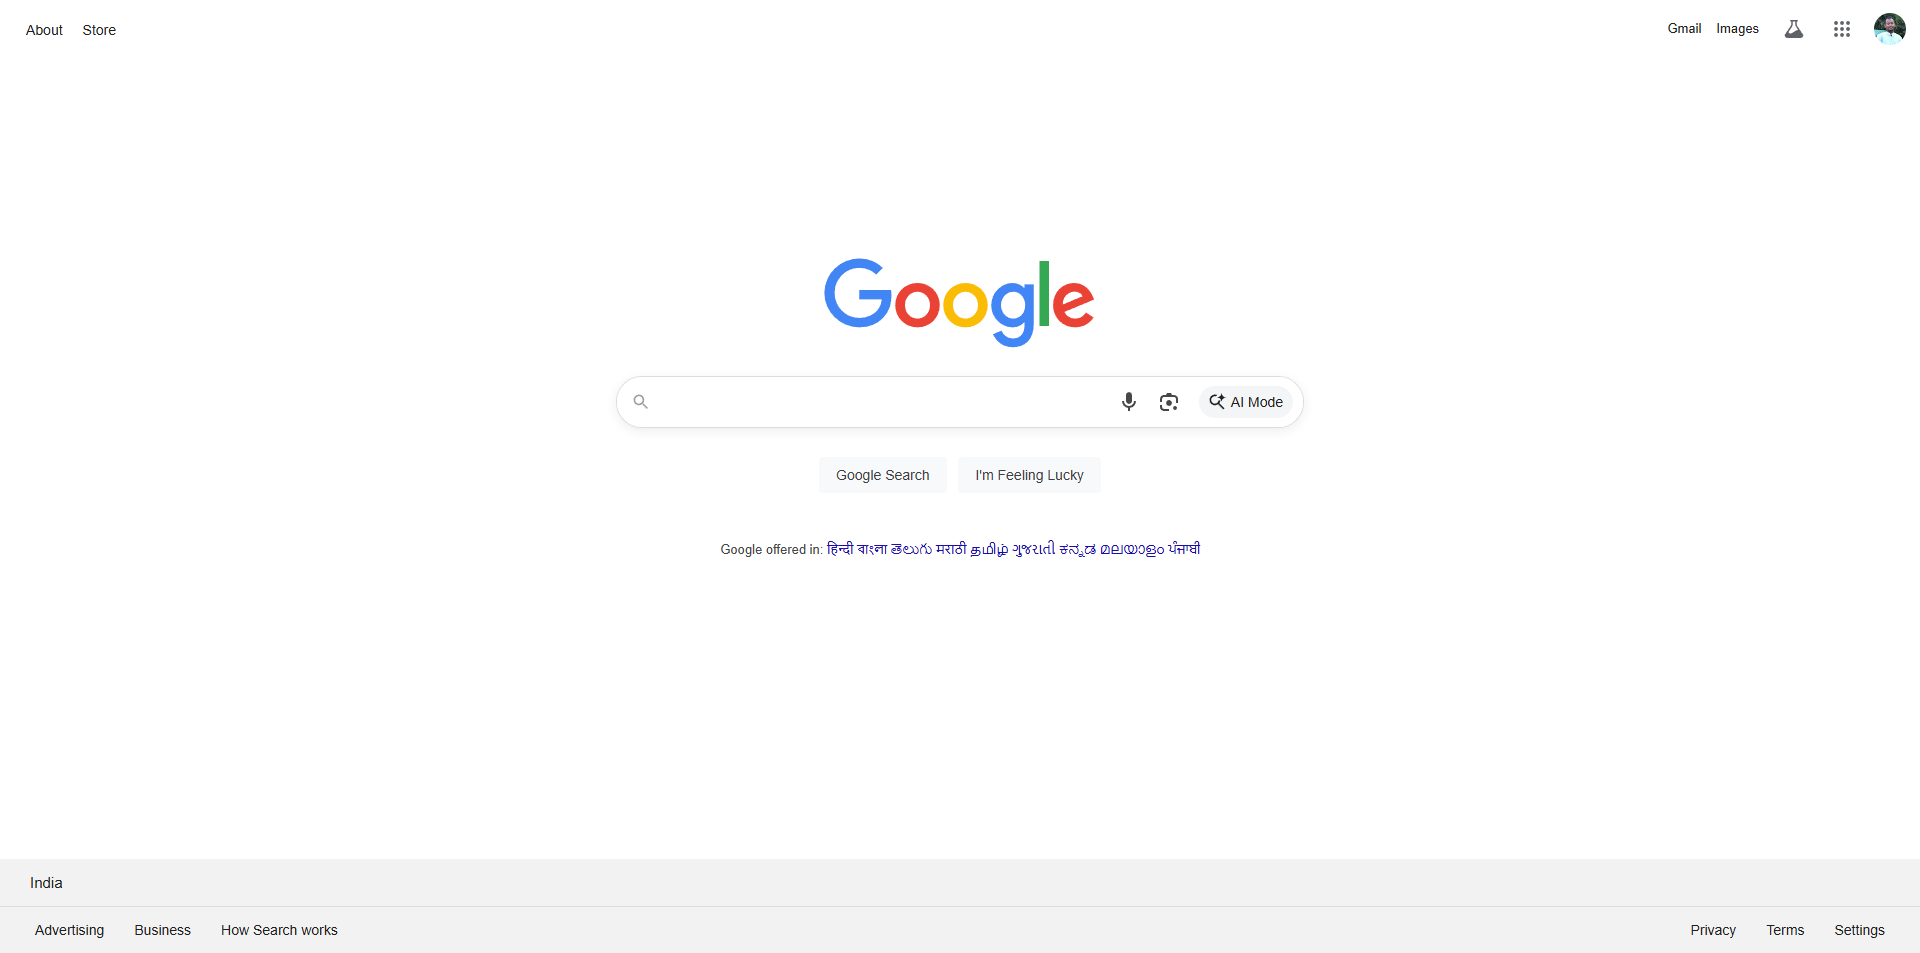 About Store
Gmail Images
Google
AI Mode
Google Search I'm Feeling Lucky
Google offered in: हिन्दी বাংলা తెలుగు मराठी தமிழ் ગુજરાતી ಕನ್ನಡ മലയാളം ਪੰਜਾਬੀ
India
Advertising Business How Search works
Privacy Terms Settings